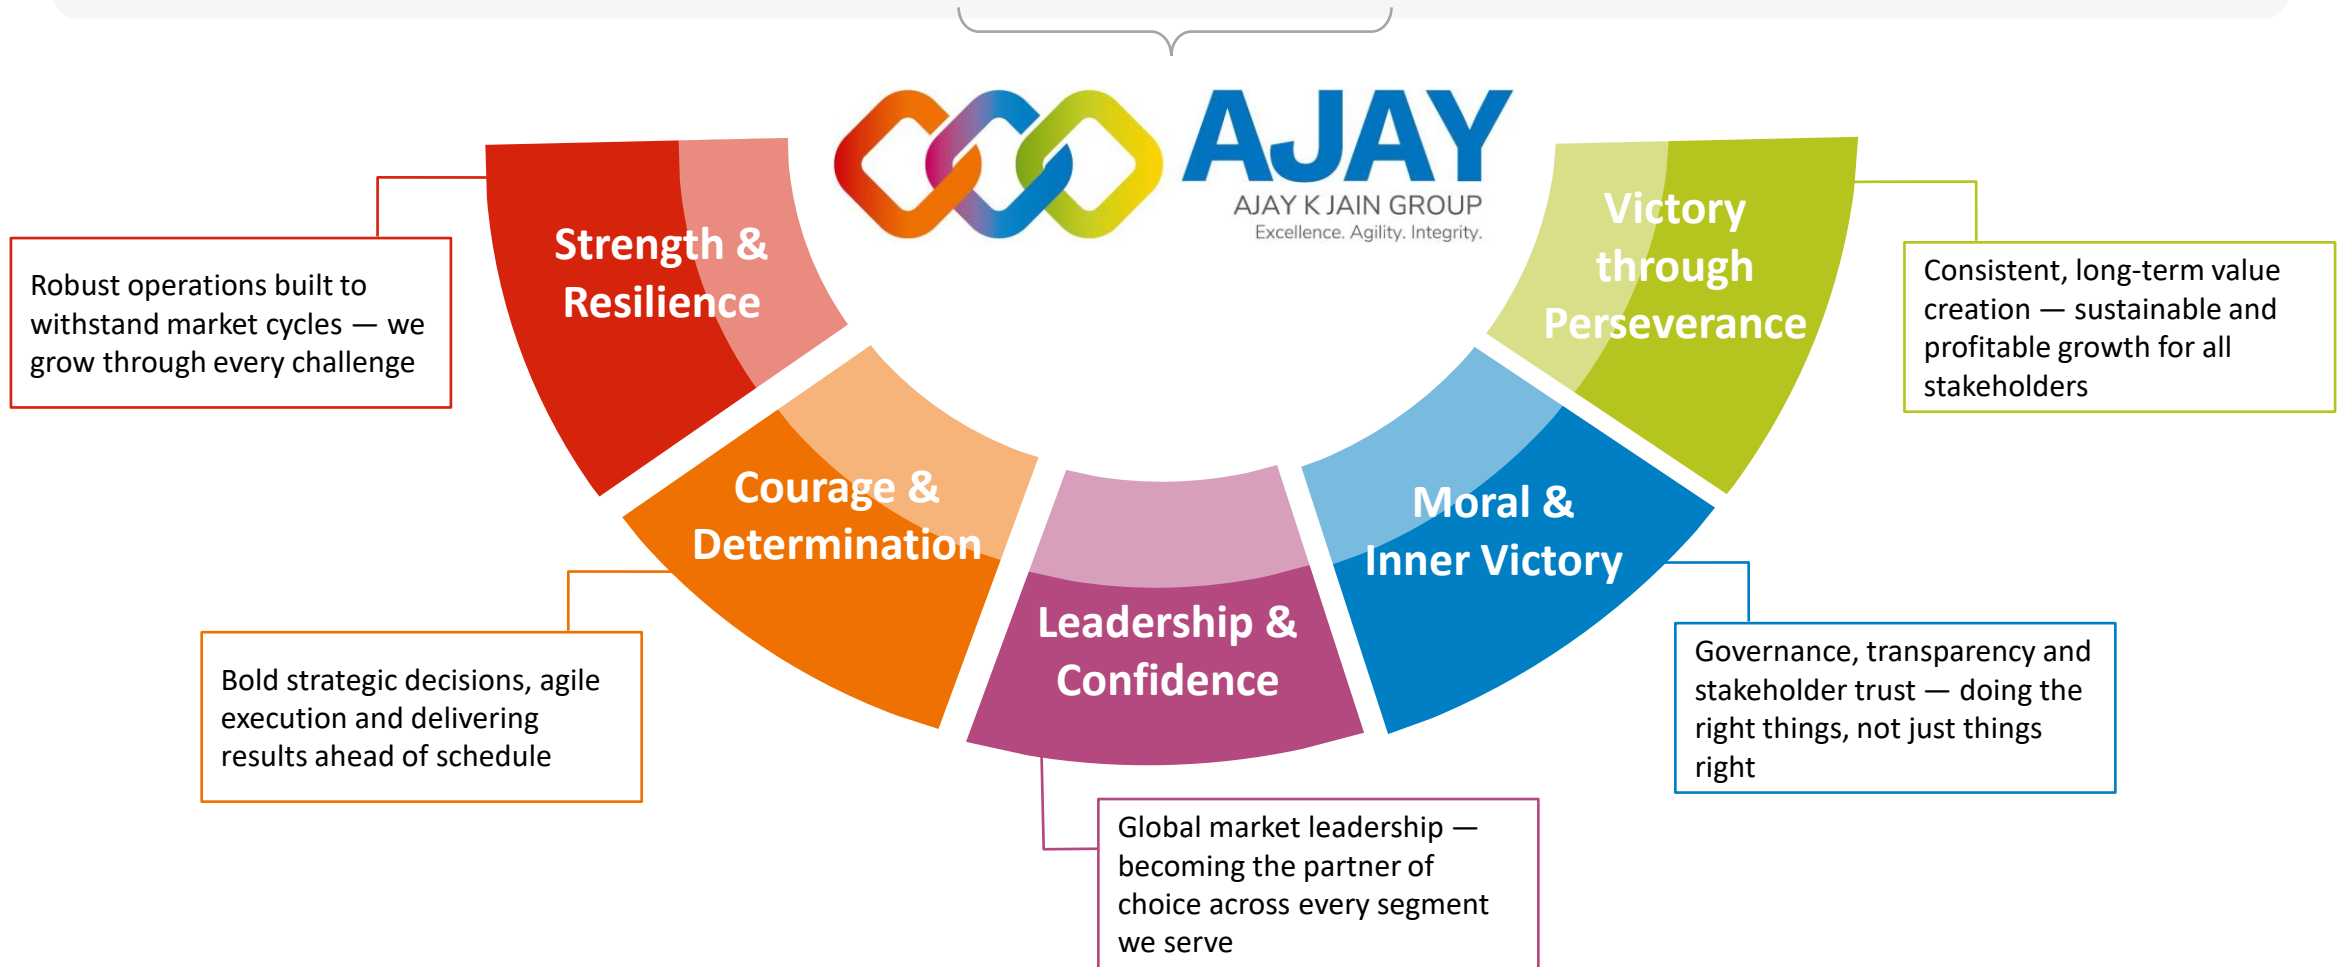 AJAY
AJAY K JAIN GROUP
Excellence. Agility. Integrity.
Strength &
Resilience
Robust operations built to
withstand market cycles — we
grow through every challenge
Courage &
Determination
Bold strategic decisions, agile
execution and delivering
results ahead of schedule
Leadership &
Confidence
Global market leadership —
becoming the partner of
choice across every segment
we serve
Moral &
Inner Victory
Governance, transparency and
stakeholder trust — doing the
right things, not just things
right
Victory
through
Perseverance
Consistent, long-term value
creation — sustainable and
profitable growth for all
stakeholders